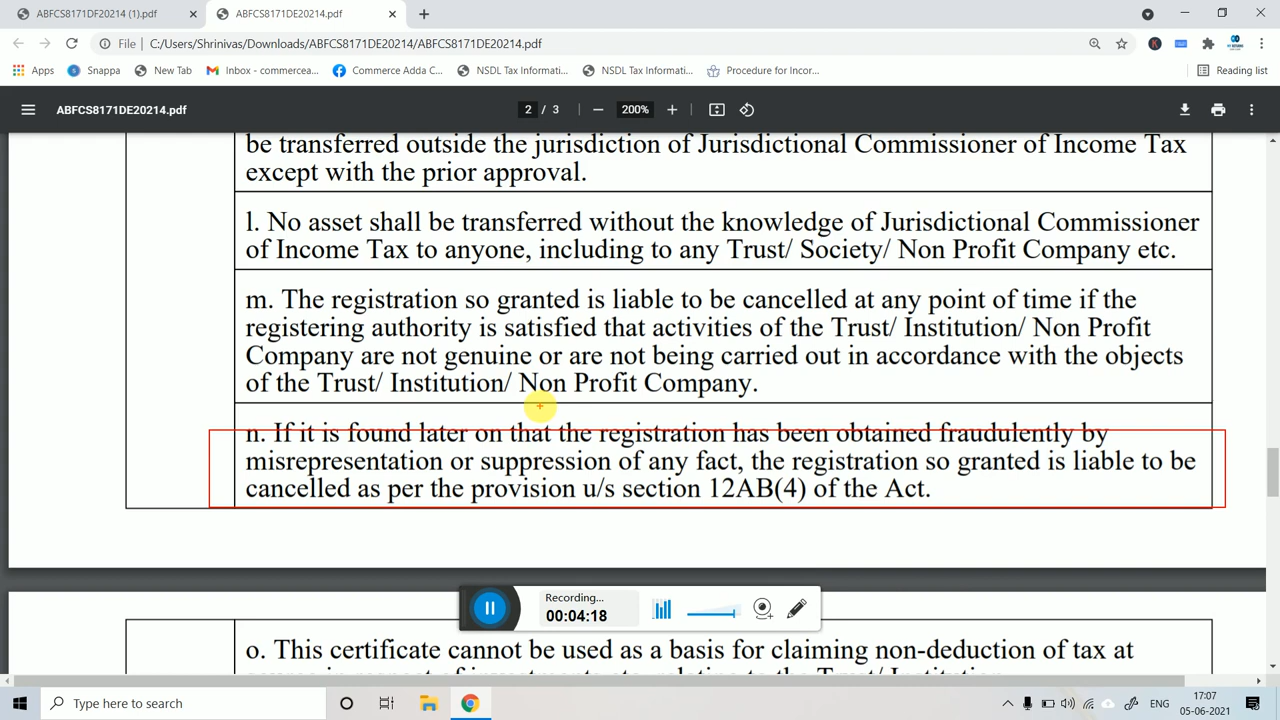 ABFCS8171DE20214 (1).pdf
ABFCS8171DE20214.pdf
File
C:/Users/Shrinivas/Downloads/ABFCS8171DE20214/ABFCS8171DE20214.pdf
Apps
Snappa
New Tab
Inbox - commercea...
Commerce Adda C...
NSDL Tax Informati...
NSDL Tax Informati...
Procedure for Incor...
Reading list
ABFCS8171DE20214.pdf
2 / 3
200%
be transferred outside the jurisdiction of Jurisdictional Commissioner of Income Tax
except with the prior approval.
l. No asset shall be transferred without the knowledge of Jurisdictional Commissioner
of Income Tax to anyone, including to any Trust/ Society/ Non Profit Company etc.
m. The registration so granted is liable to be cancelled at any point of time if the
registering authority is satisfied that activities of the Trust/ Institution/ Non Profit
Company are not genuine or are not being carried out in accordance with the objects
of the Trust/ Institution/ Non Profit Company.
n. If it is found later on that the registration has been obtained fraudulently by
misrepresentation or suppression of any fact, the registration so granted is liable to be
cancelled as per the provision u/s section 12AB(4) of the Act.
Recording...
00:04:18
o. This certificate cannot be used as a basis for claiming non-deduction of tax at
Type here to search
ENG
17:07
05-06-2021